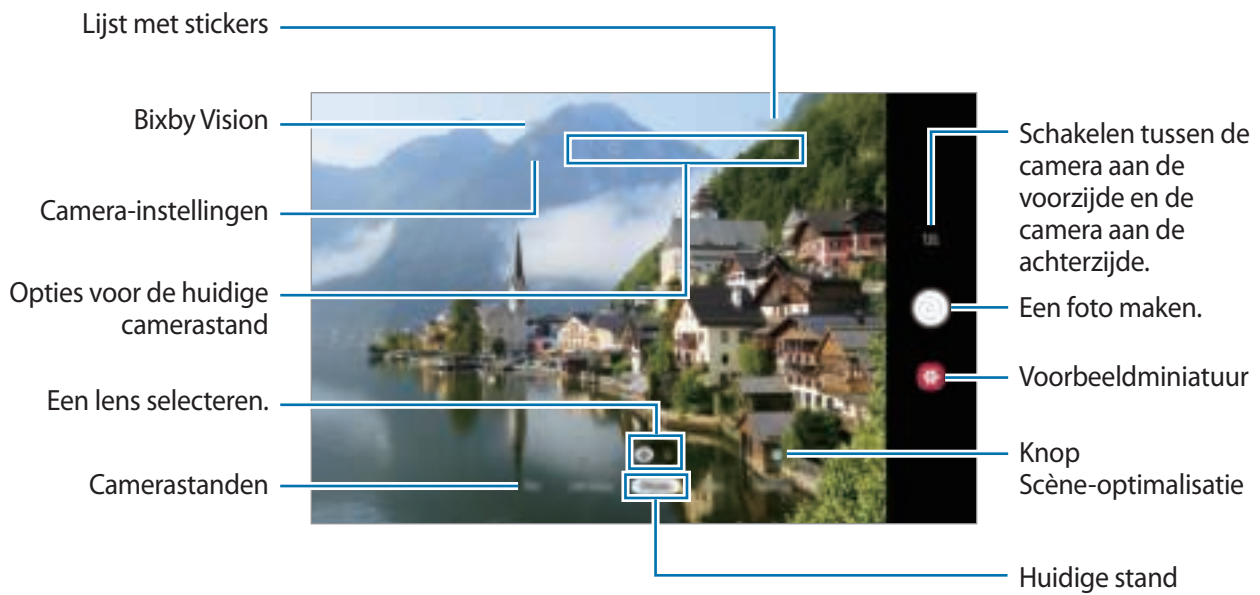 Lijst met stickers
Bixby Vision
Camera-instellingen
Opties voor de huidige
camerastand
Een lens selecteren.
Camerastanden
Schakelen tussen de
camera aan de
voorzijde en de
camera aan de
achterzijde.
Een foto maken.
Voorbeeldminiatuur
Knop
Scène-optimalisatie
Huidige stand